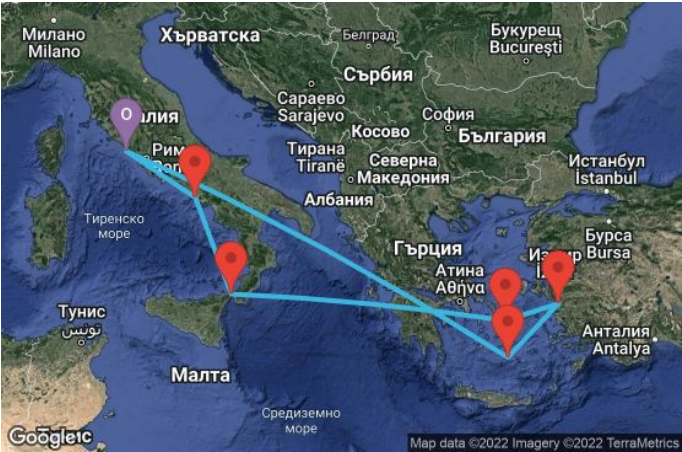 Милано
Milano
Хърватска
Белград
Букурещ
București
Сърбия
Сараево
Sarajevo
София
Косово
България
О
алия
Рим
Тирана
Tiranë
Северна
Македония
Истанбул
İstanbul
Албания
Тиренско
море
Гърция
Бурса
Bursa
Атина
Αθήνα
Тунис
تونس
Анталия
Antalya
Малта
Средиземно
море
Google
Map data ©2022 Imagery ©2022 TerraMetrics